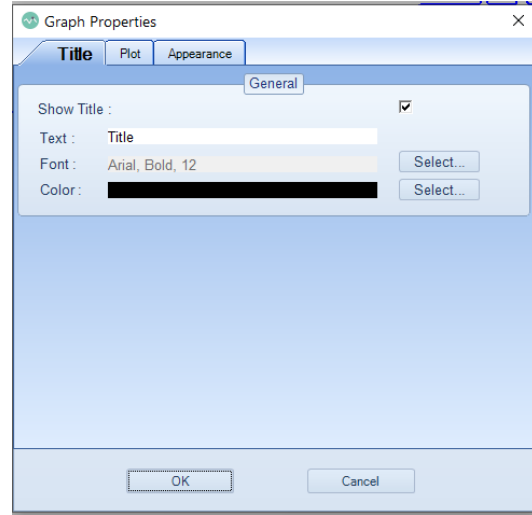 Graph Properties
Title Plot Appearance
General
Show Title :
Text : Title
Font : Arial, Bold, 12 Select...
Color : Select...
OK Cancel